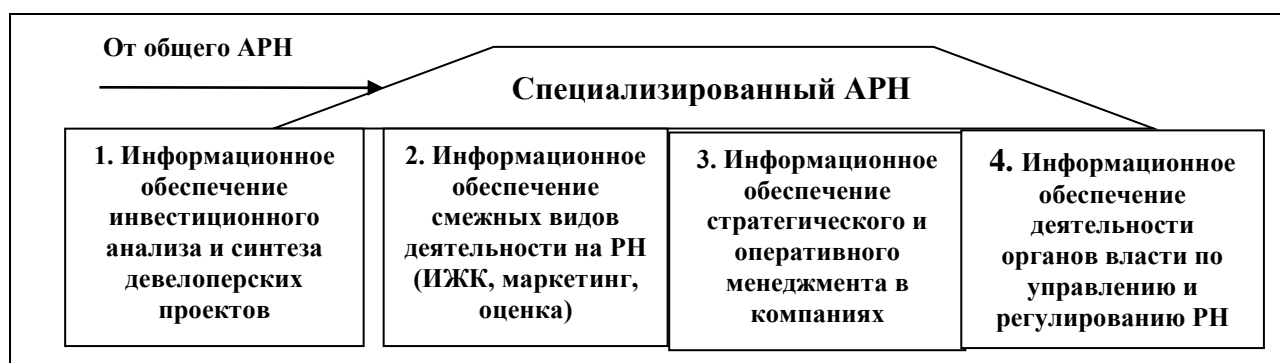 От общего АРН
Специализированный АРН
1. Информационное
обеспечение
инвестиционного
анализа и синтеза
девелоперских
проектов
2. Информационное
обеспечение
смежных видов
деятельности на РН
(ИЖК, маркетинг,
оценка)
3. Информационное
обеспечение
стратегического и
оперативного
менеджмента в
компаниях
4. Информационное
обеспечение
деятельности
органов власти по
управлению и
регулированию РН